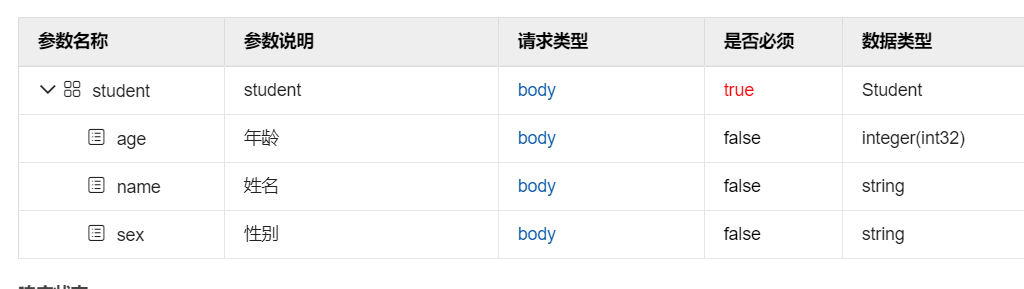 参数名称 参数说明 请求类型 是否必须 数据类型
student student body true Student
age 年龄 body false integer(int32)
name 姓名 body false string
sex 性别 body false string